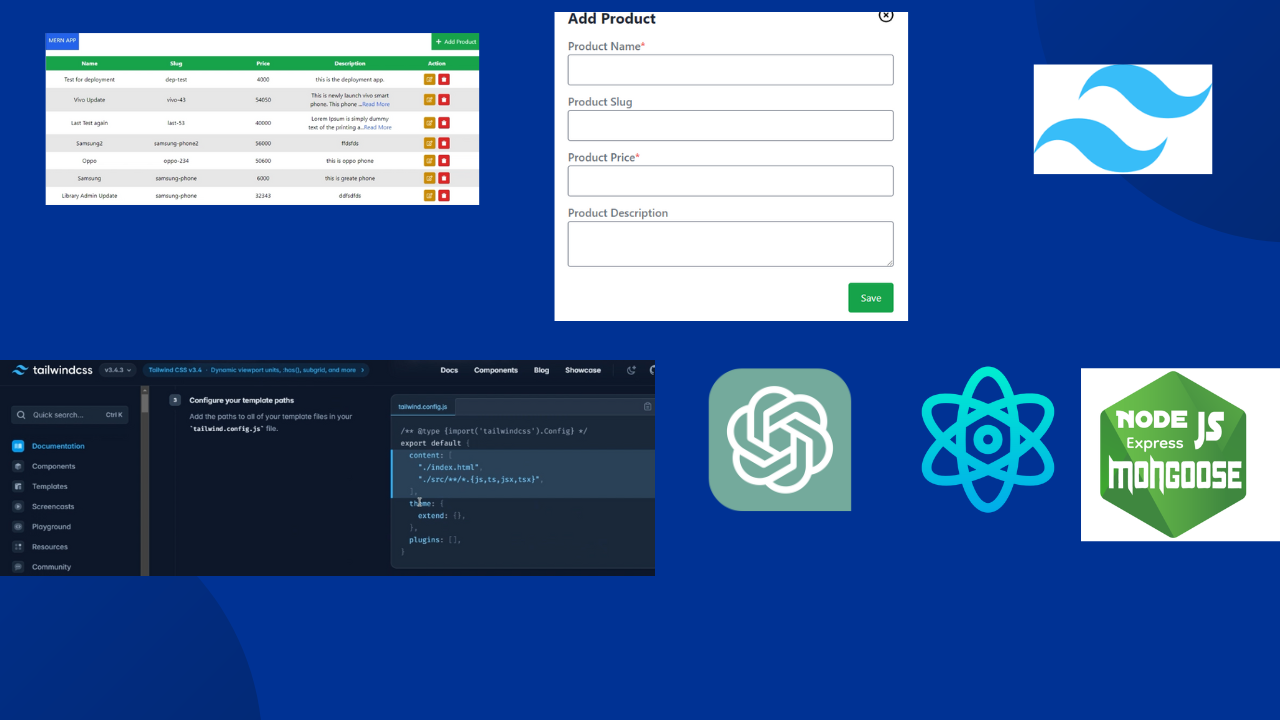 MERN APP
+ Add Product
Name Slug Price Description Action
Test for deployment dep-test 4000 this is the deployment app.
Vivo Update vivo-43 54050 This is newly launch vivo smart
phone. This phone ...Read More
Last Test again last-53 40000 Lorem Ipsum is simply dummy
text of the printing a...Read More
Samsung2 samsung-phone2 56000 ffdsfds
Oppo oppo-234 50600 this is oppo phone
Samsung samsung-phone 6000 this is greate phone
Library Admin Update samsung-phone 32343 ddfsdfds
Add Product
Product Name*
Product Slug
Product Price*
Product Description
Save
tailwindcss v3.4.3 Tailwind CSS v3.4 · Dynamic viewport units, :has(), subgrid, and more Docs Components Blog Showcase
Quick search... Ctrl K
Documentation
Components
Templates
Screencasts
Playground
Resources
Community
3 Configure your template paths
Add the paths to all of your template files in your
`tailwind.config.js` file.
tailwind.config.js
/** @type {import('tailwindcss').Config} */
export default {
content: [
"./index.html",
"./src/**/*.{js,ts,jsx,tsx}",
],
theme: {
extend: {},
},
plugins: [],
}
NODE JS
Express
MONGOOSE